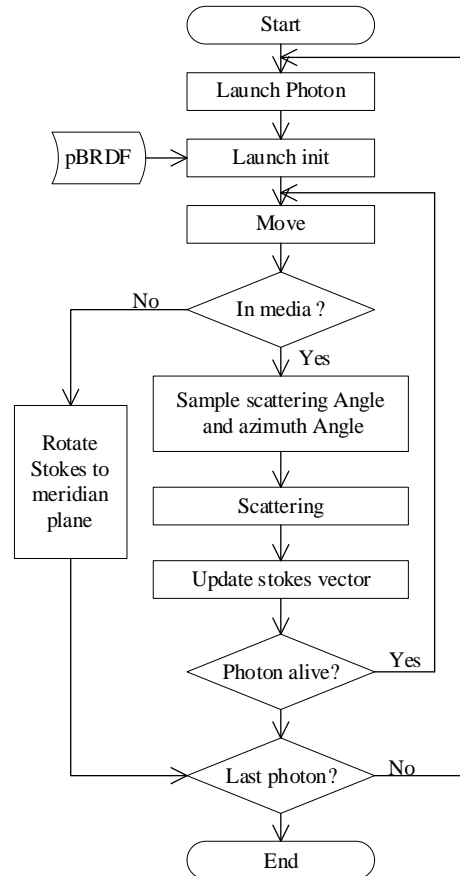 Start
Launch Photon
pBRDF
Launch init
Move
No
In media ?
Yes
Sample scattering Angle
and azimuth Angle
Rotate
Stokes to
meridian
plane
Scattering
Update stokes vector
Photon alive?
Yes
Last photon?
No
End